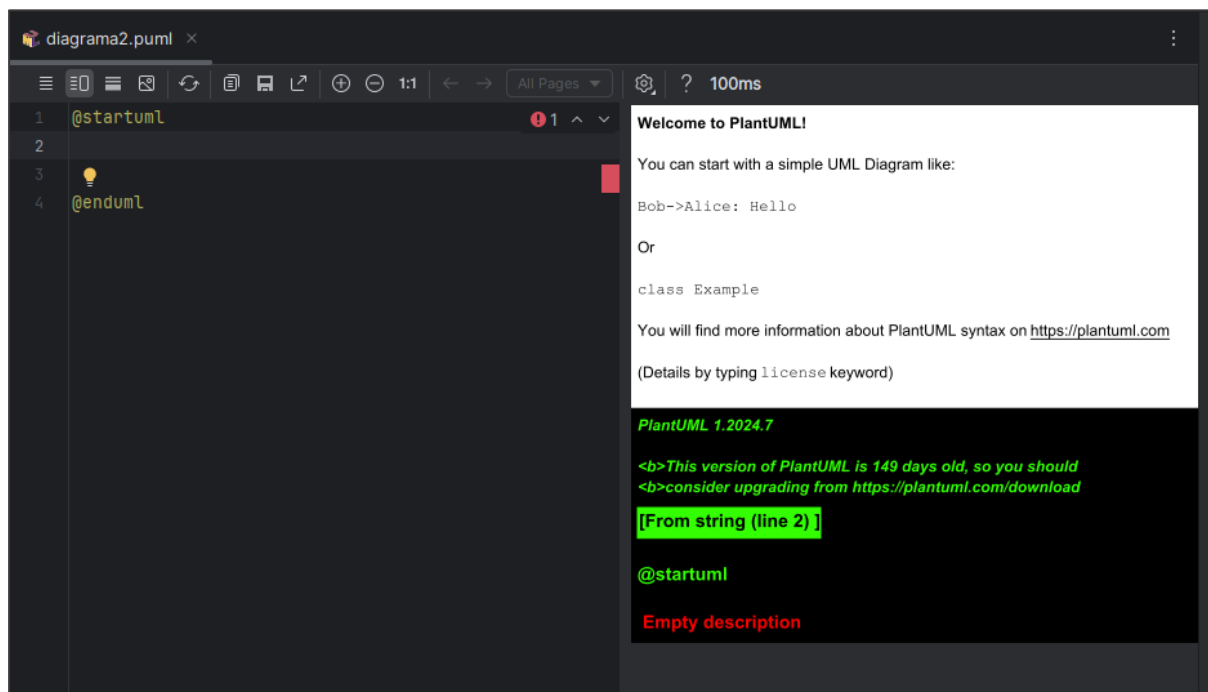 diagrama2.puml
1:1
All Pages
?
100ms
1 @startuml
1
2
3
4 @enduml
Welcome to PlantUML!
You can start with a simple UML Diagram like:
Bob->Alice: Hello
Or
class Example
You will find more information about PlantUML syntax on https://plantuml.com
(Details by typing license keyword)
PlantUML 1.2024.7
<b>This version of PlantUML is 149 days old, so you should
<b>consider upgrading from https://plantuml.com/download
[From string (line 2) ]
@startuml
Empty description